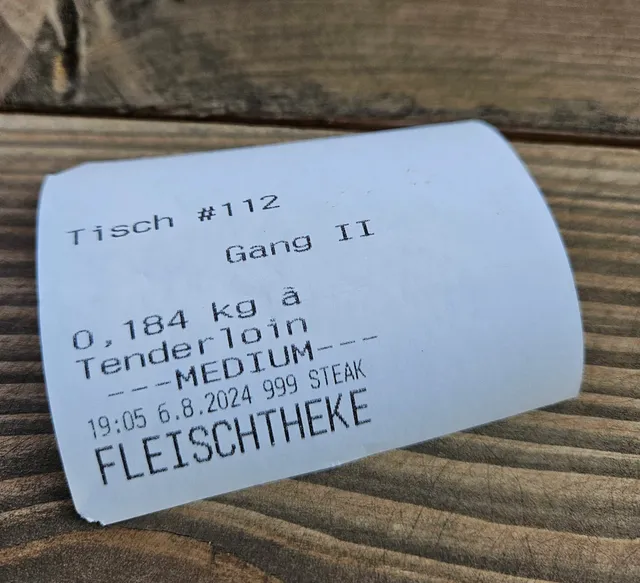 Tisch #112
Gang II
0,184 kg â
Tenderloin
---MEDIUM---
19:05 6.8.2024 999 STEAK
FLEISCHTHEKE